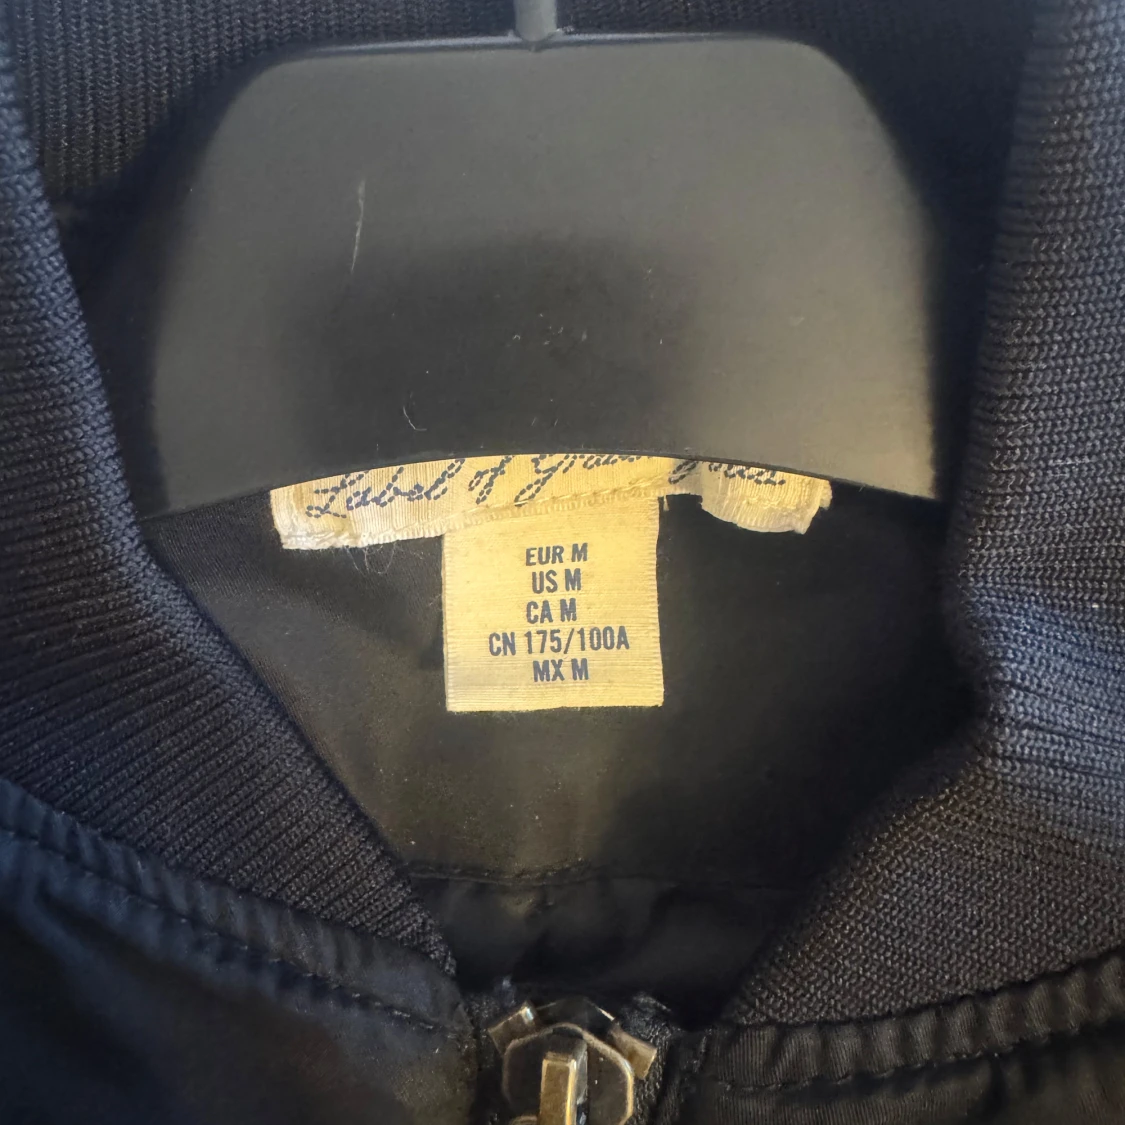 Label of
EUR M
US M
CA M
CN 175/100A
MX M